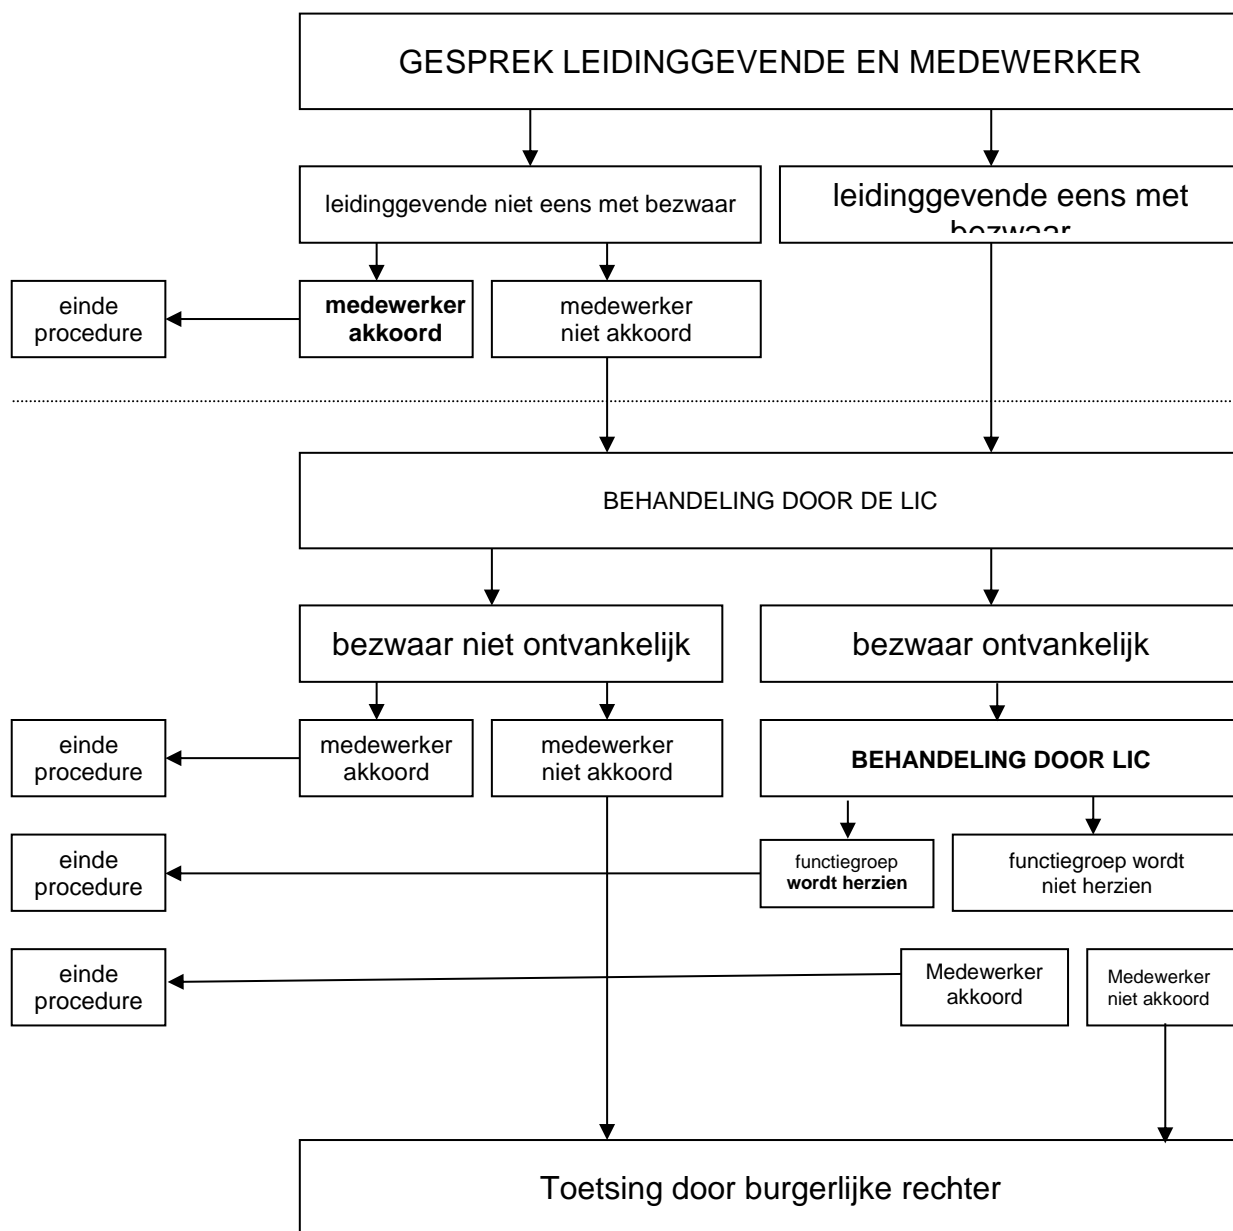 GESPREK LEIDINGGEVENDE EN MEDEWERKER
leidinggevende niet eens met bezwaar
leidinggevende eens met
bezwaar
einde
procedure
medewerker
akkoord
medewerker
niet akkoord
BEHANDELING DOOR DE LIC
bezwaar niet ontvankelijk
bezwaar ontvankelijk
einde
procedure
medewerker
akkoord
medewerker
niet akkoord
BEHANDELING DOOR LIC
einde
procedure
functiegroep
wordt herzien
functiegroep wordt
niet herzien
einde
procedure
Medewerker
akkoord
Medewerker
niet akkoord
Toetsing door burgerlijke rechter